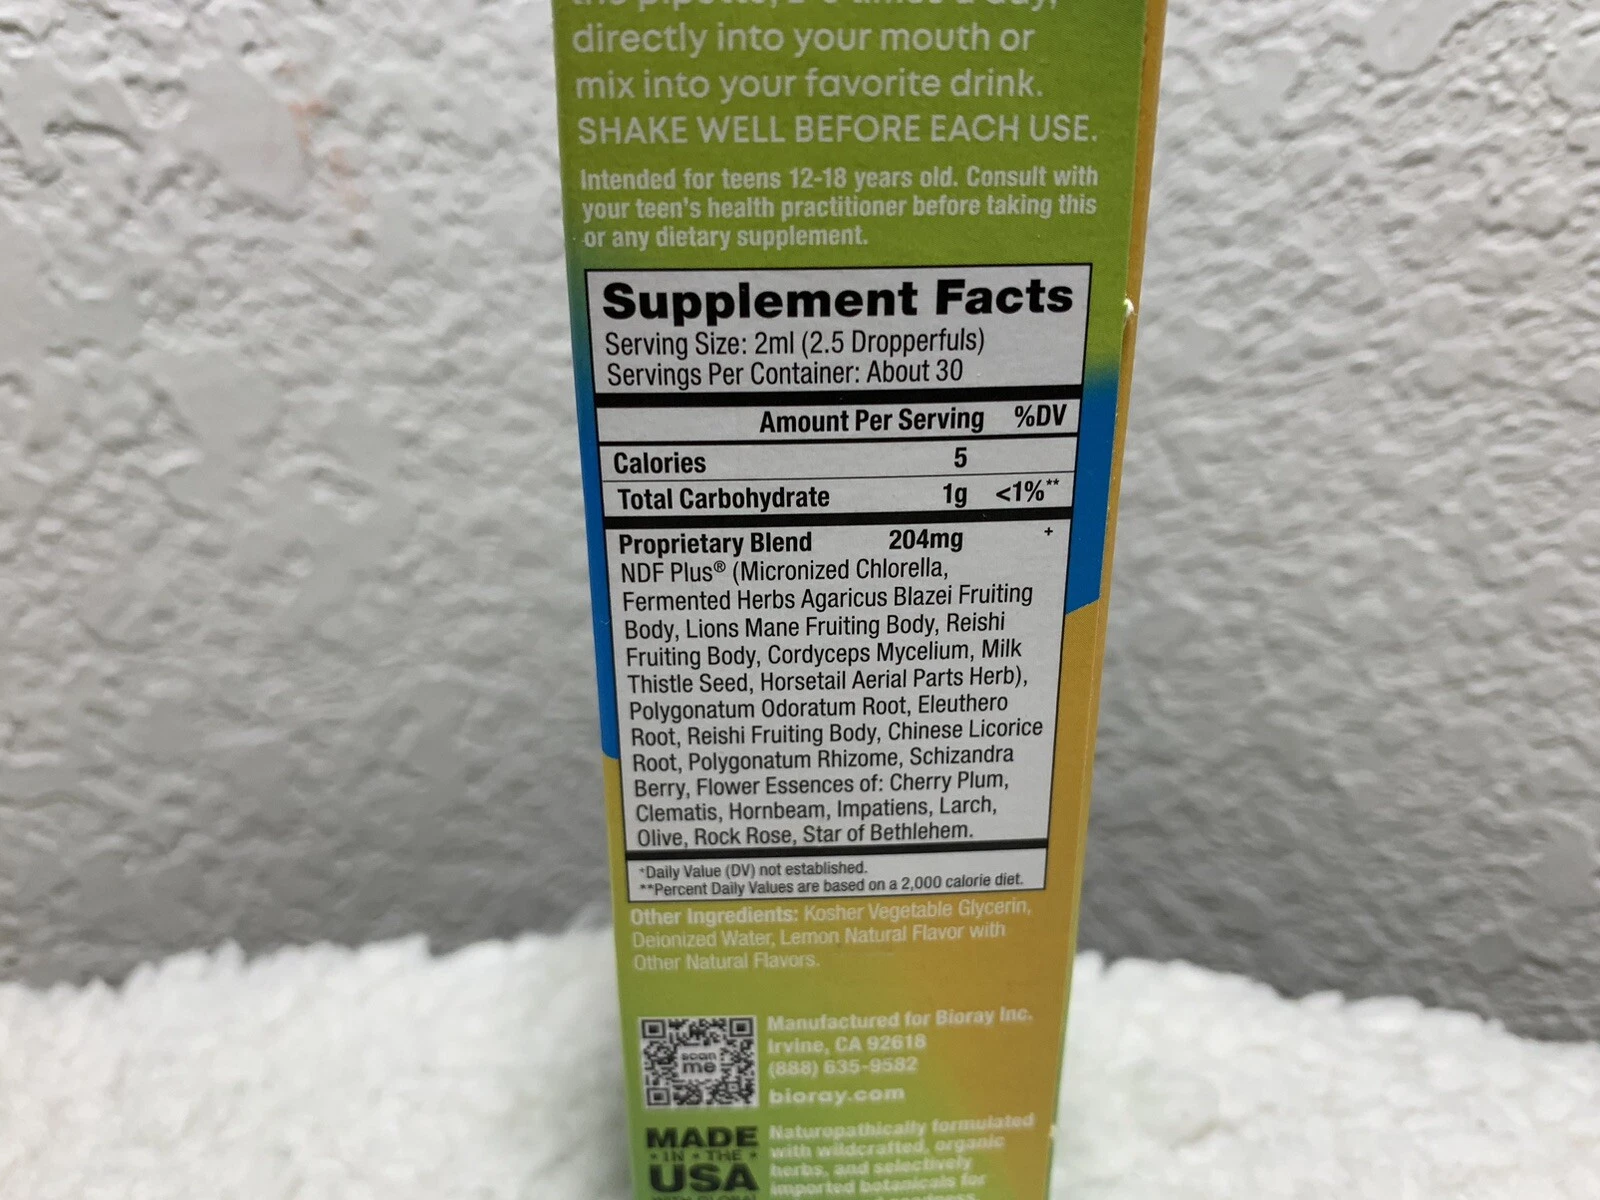 directly into your mouth or
mix into your favorite drink.
SHAKE WELL BEFORE EACH USE.
Intended for teens 12-18 years old. Consult with
your teen's health practitioner before taking this
or any dietary supplement.
Supplement Facts
Serving Size: 2ml (2.5 Dropperfuls)
Servings Per Container: About 30
Amount Per Serving %DV
Calories 5
Total Carbohydrate 1g <1%**
Proprietary Blend 204mg +
NDF Plus® (Micronized Chlorella,
Fermented Herbs Agaricus Blazei Fruiting
Body, Lions Mane Fruiting Body, Reishi
Fruiting Body, Cordyceps Mycelium, Milk
Thistle Seed, Horsetail Aerial Parts Herb),
Polygonatum Odoratum Root, Eleuthero
Root, Reishi Fruiting Body, Chinese Licorice
Root, Polygonatum Rhizome, Schizandra
Berry, Flower Essences of: Cherry Plum,
Clematis, Hornbeam, Impatiens, Larch,
Olive, Rock Rose, Star of Bethlehem.
+Daily Value (DV) not established.
**Percent Daily Values are based on a 2,000 calorie diet.
Other Ingredients: Kosher Vegetable Glycerin,
Deionized Water, Lemon Natural Flavor with
Other Natural Flavors.
scan
me
Manufactured for Bioray Inc.
Irvine, CA 92618
(888) 635-9582
bioray.com
MADE
• IN • THE •
USA
Naturopathically formulated
with wildcrafted, organic
herbs, and selectively
imported botanicals for